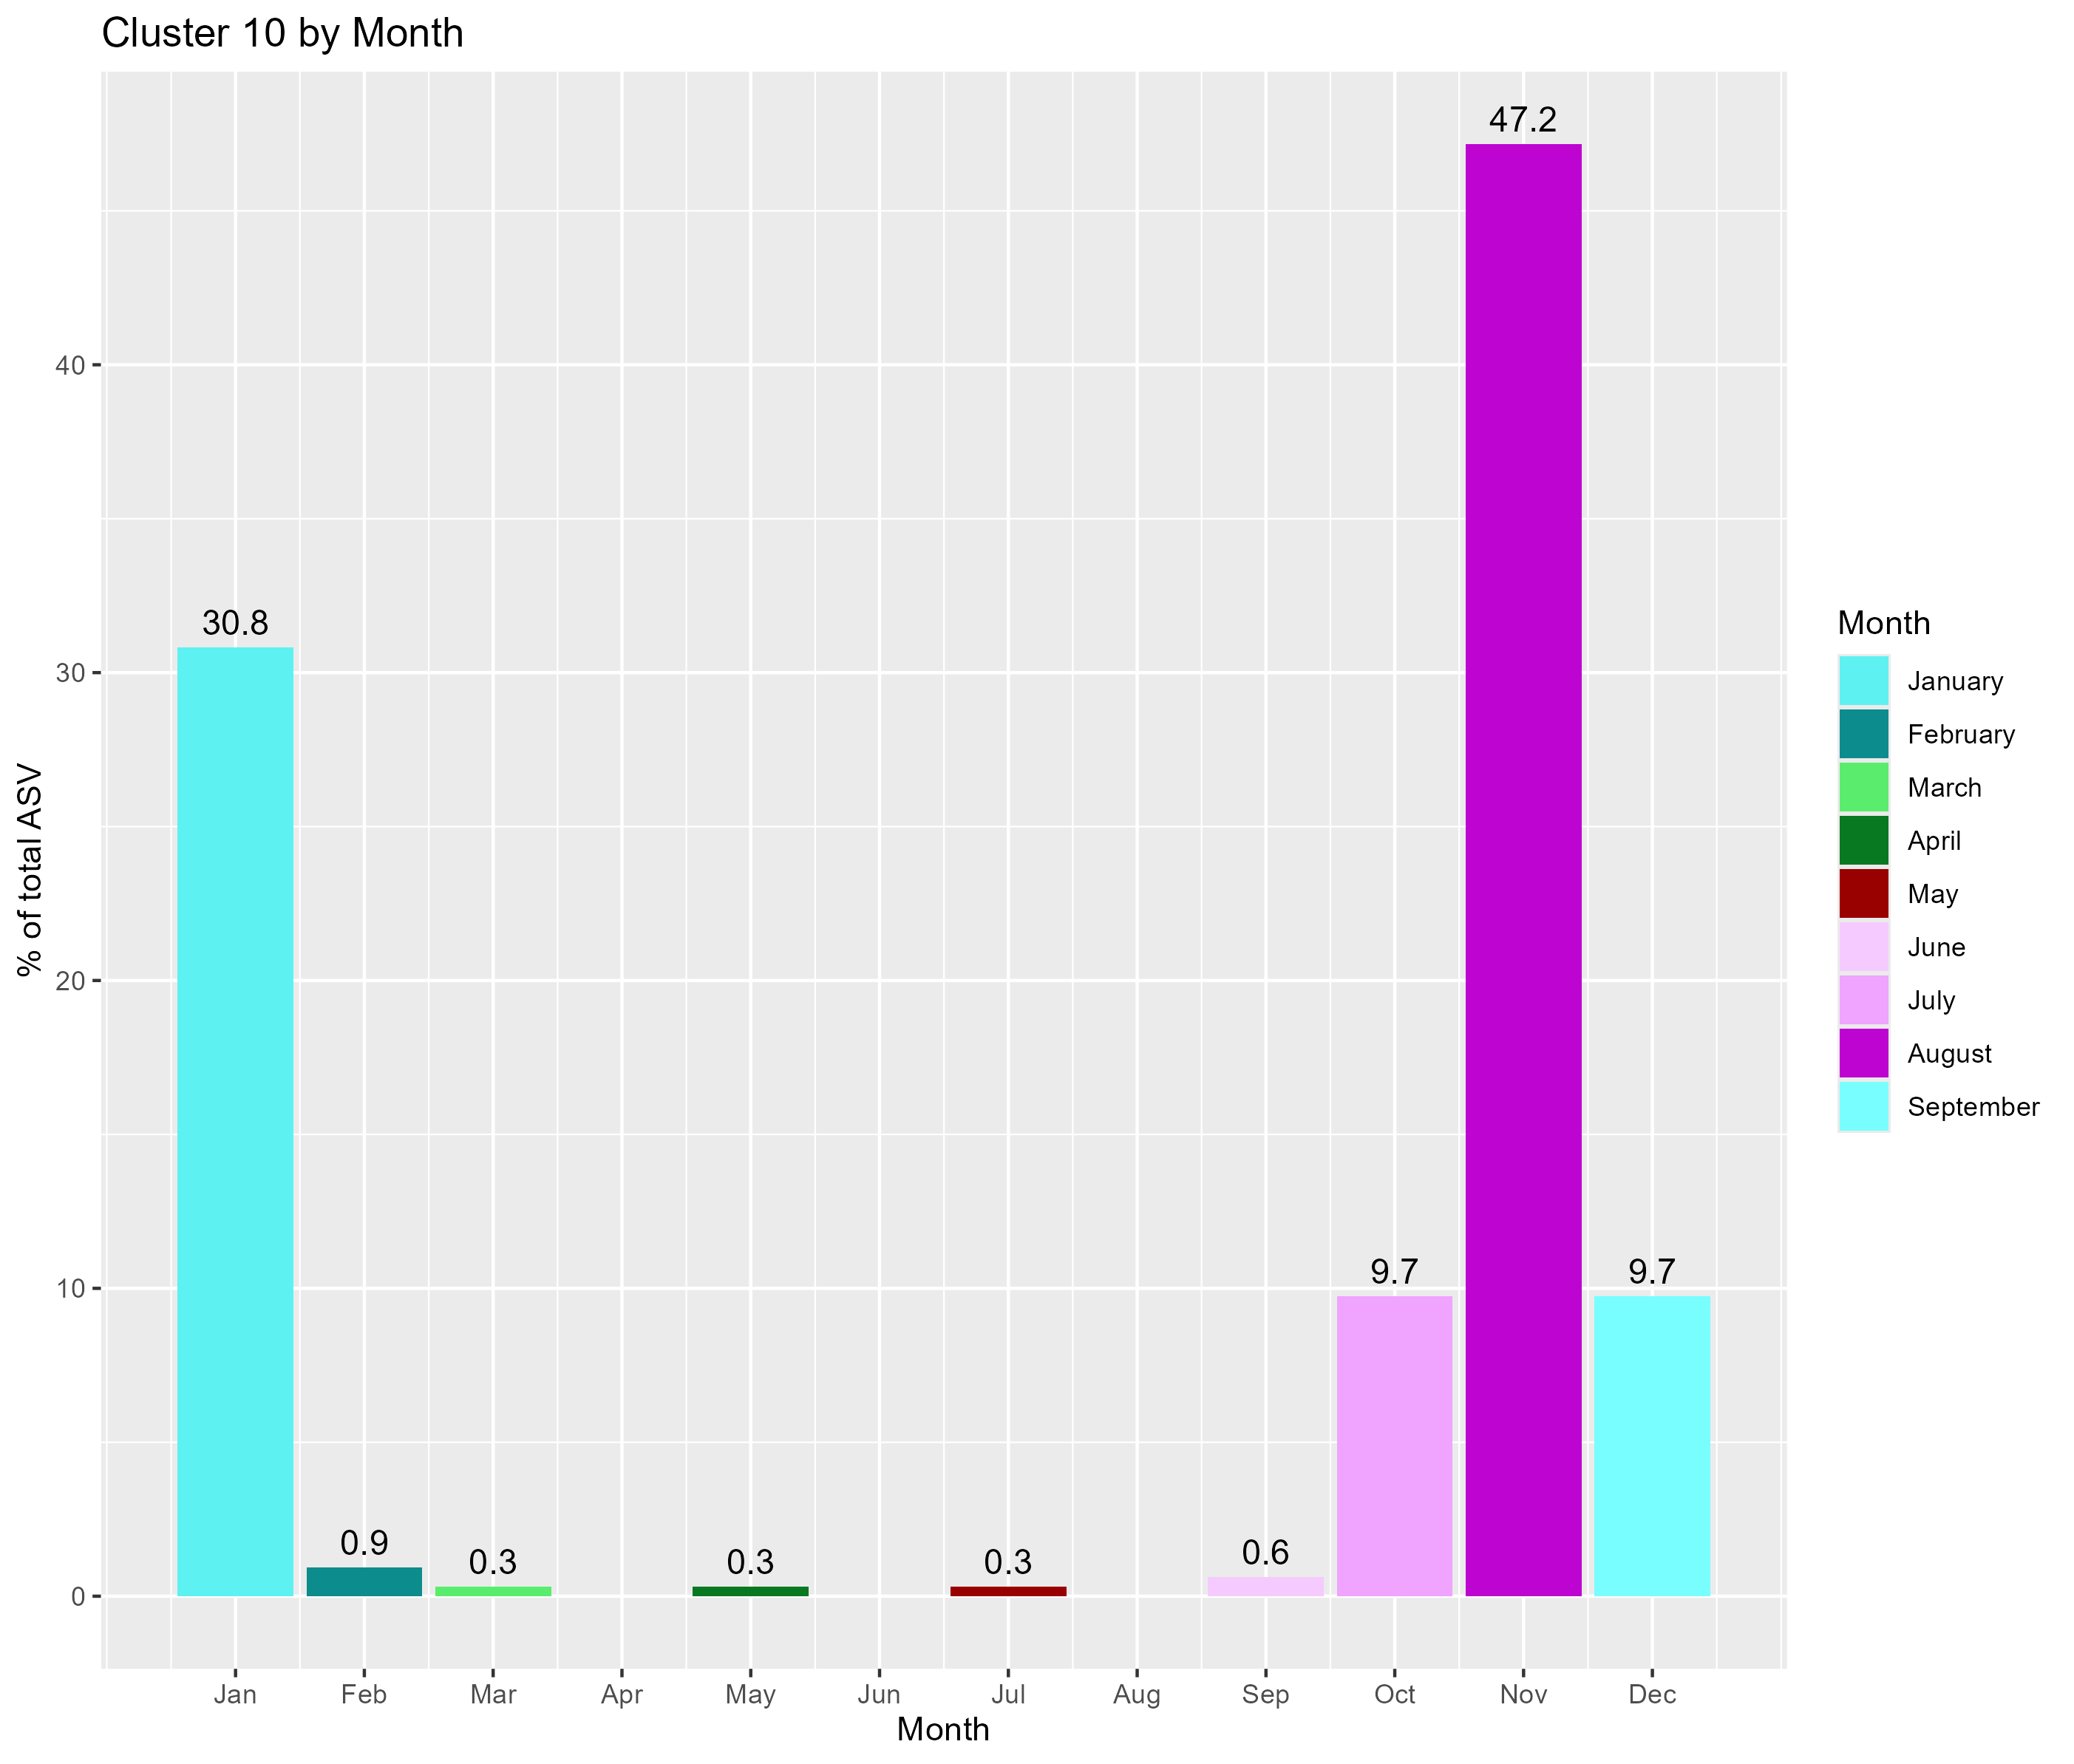 Cluster 10 by Month
% of total ASV
40
30
20
10
0
30.8
0.9
0.3
0.3
0.3
0.6
9.7
47.2
9.7
Jan
Feb
Mar
Apr
May
Jun
Jul
Aug
Sep
Oct
Nov
Dec
Month
Month
January
February
March
April
May
June
July
August
September